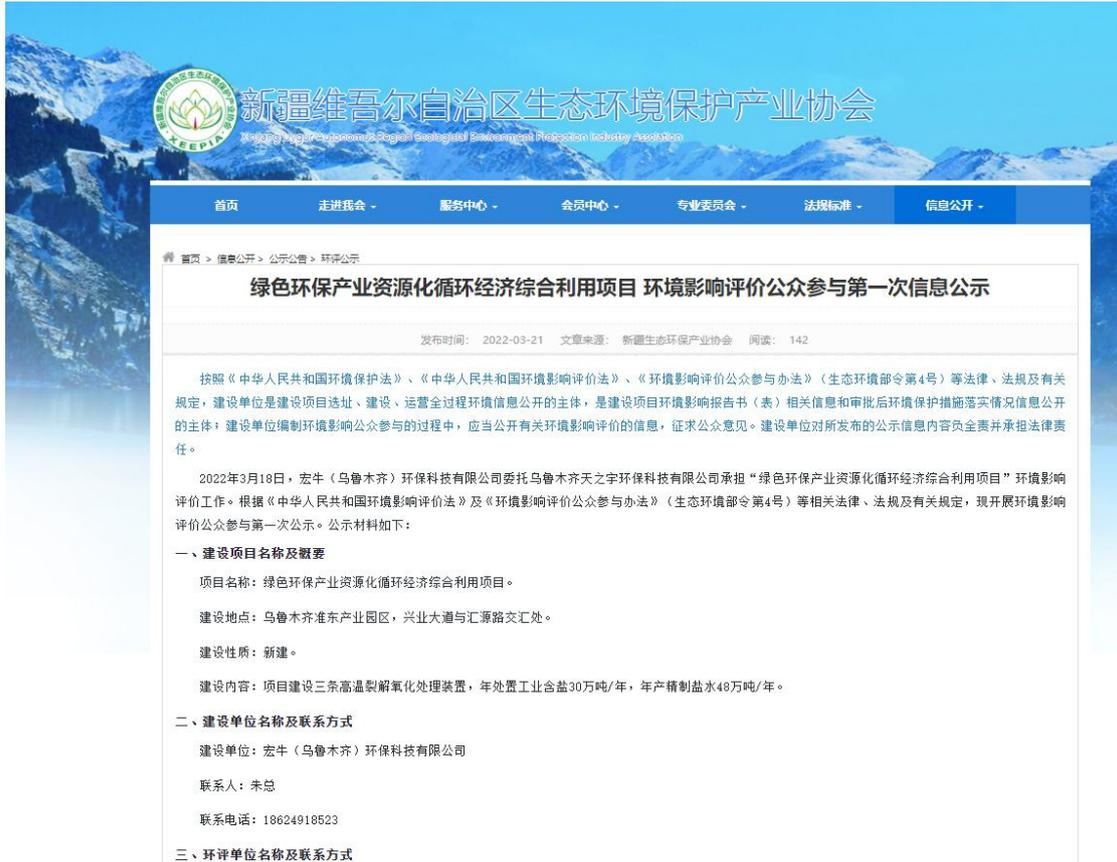 新疆维吾尔自治区生态环境保护产业协会
XEEPIA
Xinjiang Uygur Autonomous Region Ecological Environment Protection Industry Assoiation
首页 走进我会 服务中心 会员中心 专业委员会 法规标准 信息公开
首页 > 信息公开 > 公示公告 > 环评公示
绿色环保产业资源化循环经济综合利用项目 环境影响评价公众参与第一次信息公示
发布时间: 2022-03-21 文章来源: 新疆生态环保产业协会 阅读: 142
按照《中华人民共和国环境保护法》、《中华人民共和国环境影响评价法》、《环境影响评价公众参与办法》（生态环境部令第4号）等法律、法规及有关
规定，建设单位是建设项目选址、建设、运营全过程环境信息公开的主体，是建设项目环境影响报告书（表）相关信息和审批后环境保护措施落实情况信息公开
的主体；建设单位编制环境影响公众参与的过程中，应当公开有关环境影响评价的信息，征求公众意见。建设单位对所发布的公示信息内容负全责并承担法律责
任。
2022年3月18日，宏牛（乌鲁木齐）环保科技有限公司委托乌鲁木齐天之宇环保科技有限公司承担“绿色环保产业资源化循环经济综合利用项目”环境影响
评价工作。根据《中华人民共和国环境影响评价法》及《环境影响评价公众参与办法》（生态环境部令第4号）等相关法律、法规及有关规定，现开展环境影响
评价公众参与第一次公示。公示材料如下：
一、建设项目名称及概要
项目名称：绿色环保产业资源化循环经济综合利用项目。
建设地点：乌鲁木齐准东产业园区，兴业大道与汇源路交汇处。
建设性质：新建。
建设内容：项目建设三条高温裂解氧化处理装置，年处置工业含盐30万吨/年，年产精制盐水48万吨/年。
二、建设单位名称及联系方式
建设单位：宏牛（乌鲁木齐）环保科技有限公司
联系人：朱总
联系电话：18624918523
三、环评单位名称及联系方式